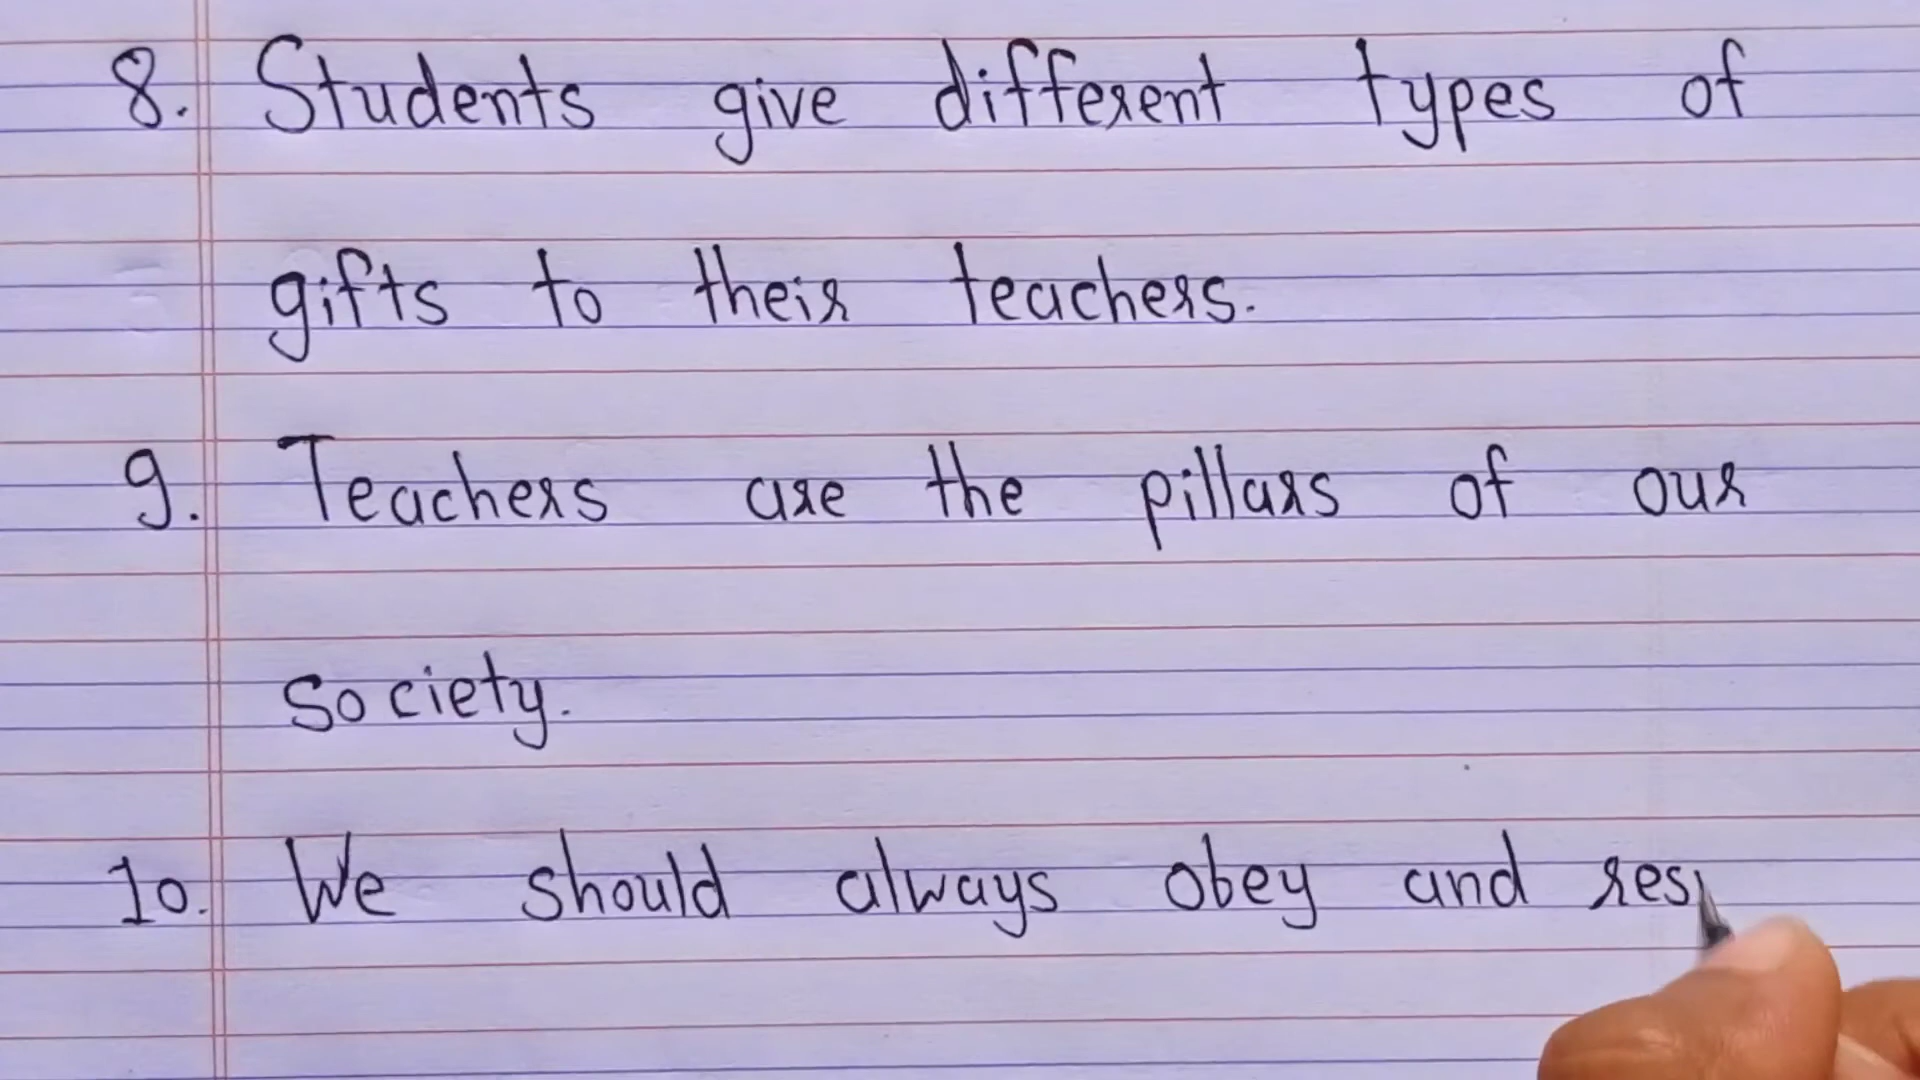 8. Students give different types of
gifts to their teachers.
9. Teachers are the pillars of our
society.
10. We should always obey and res